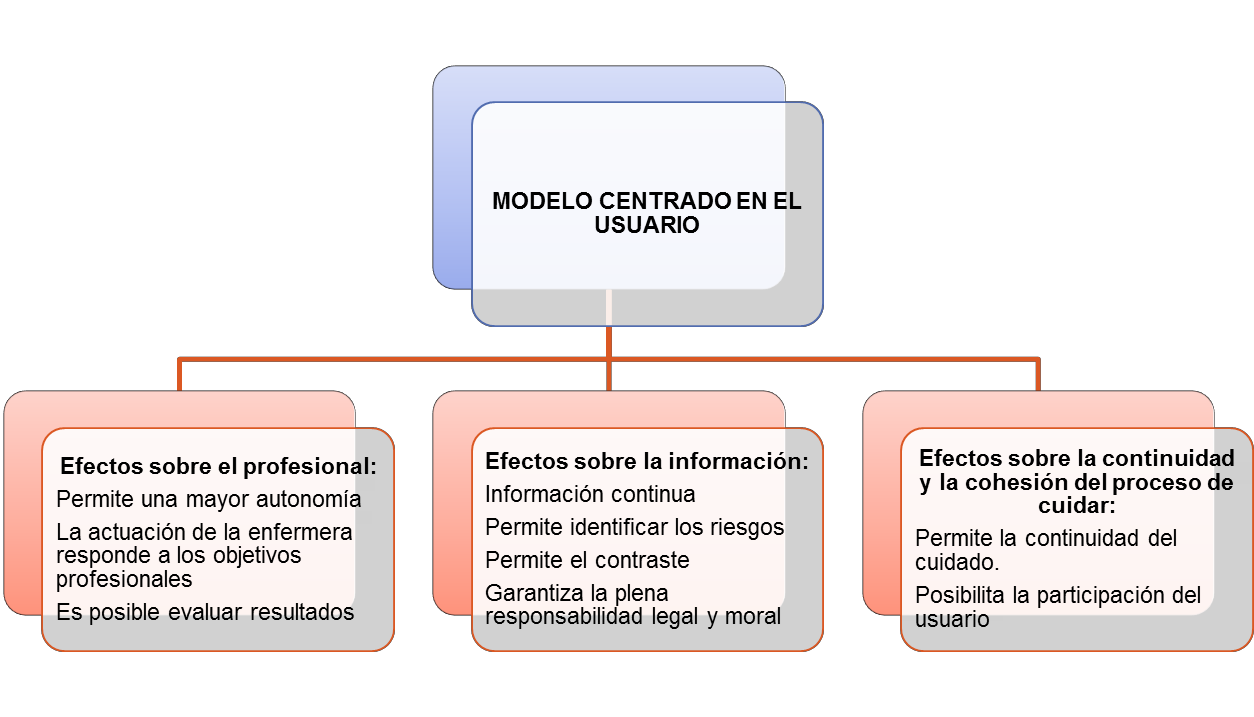 MODELO CENTRADO EN EL
USUARIO
Efectos sobre el profesional:
Permite una mayor autonomía
La actuación de la enfermera
responde a los objetivos
profesionales
Es posible evaluar resultados
Efectos sobre la información:
Información continua
Permite identificar los riesgos
Permite el contraste
Garantiza la plena
responsabilidad legal y moral
Efectos sobre la continuidad
y la cohesión del proceso de
cuidar:
Permite la continuidad del
cuidado.
Posibilita la participación del
usuario